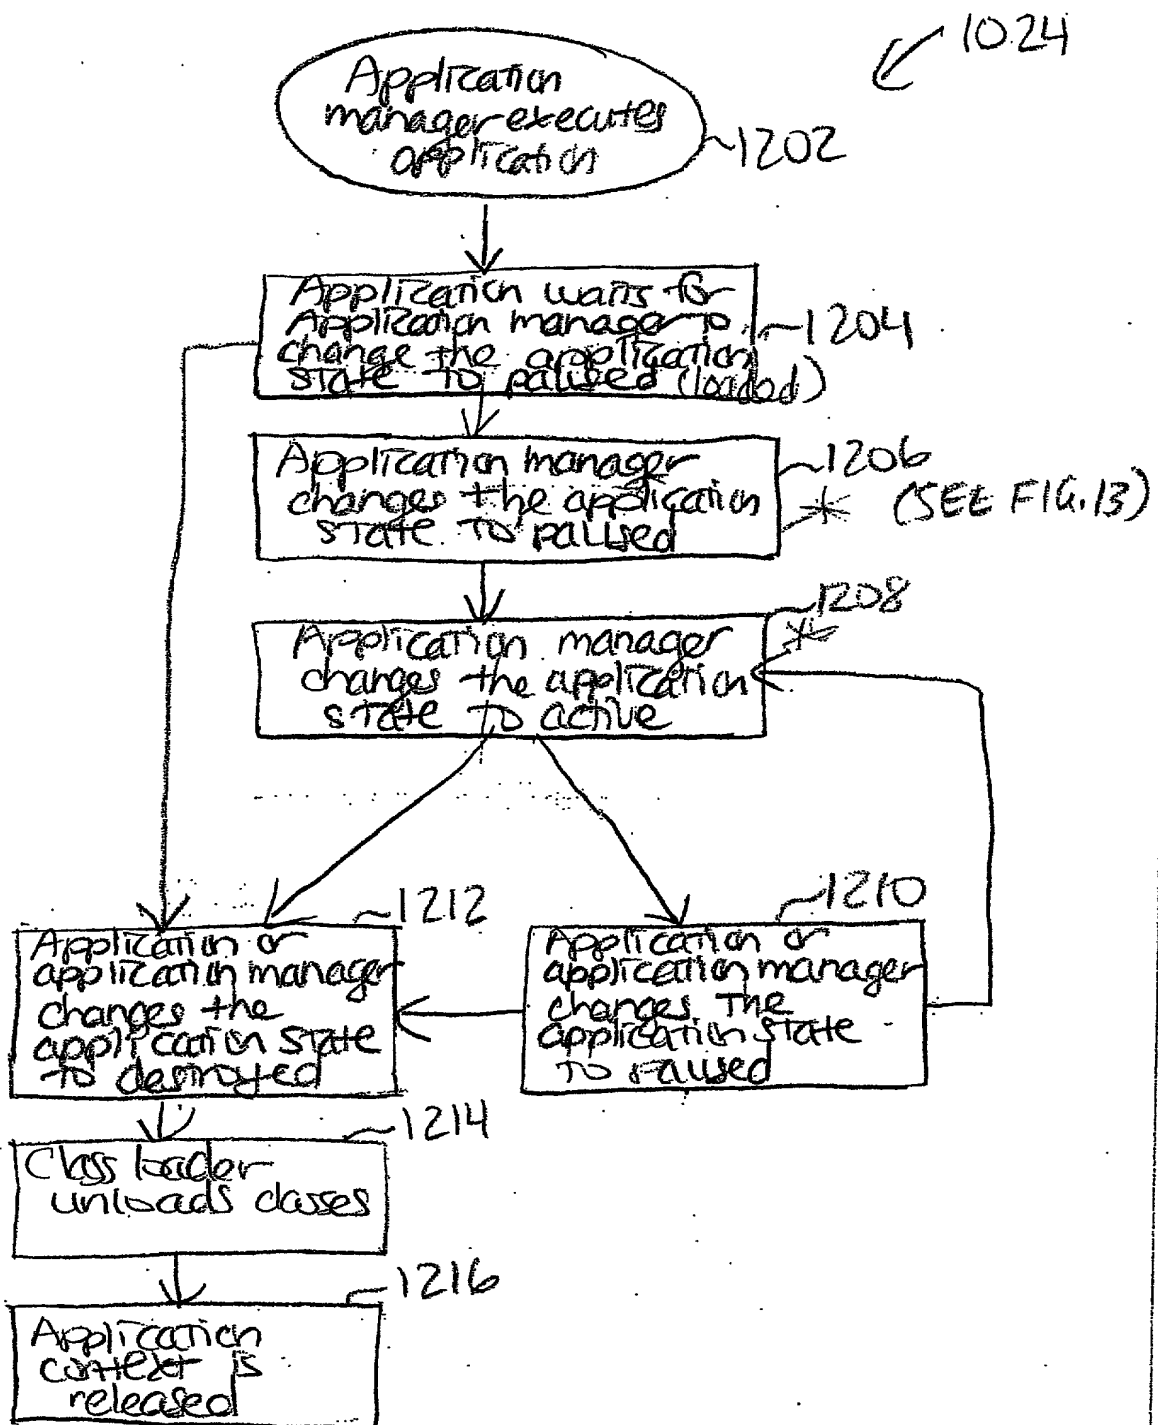 1024
Application
manager executes
application
1202
Application waits for
Application manager to
change the application
state to paused (loaded)
1204
Application manager
changes the application
state to paused
1206
* (SEE FIG.13)
Application manager
changes the application
state to active
1208
*
Application or
application manager
changes the
application state
to destroyed
1212
Application or
application manager
changes the
application state
to paused
1210
Class loader
unloads classes
1214
Application
context is
released
1216